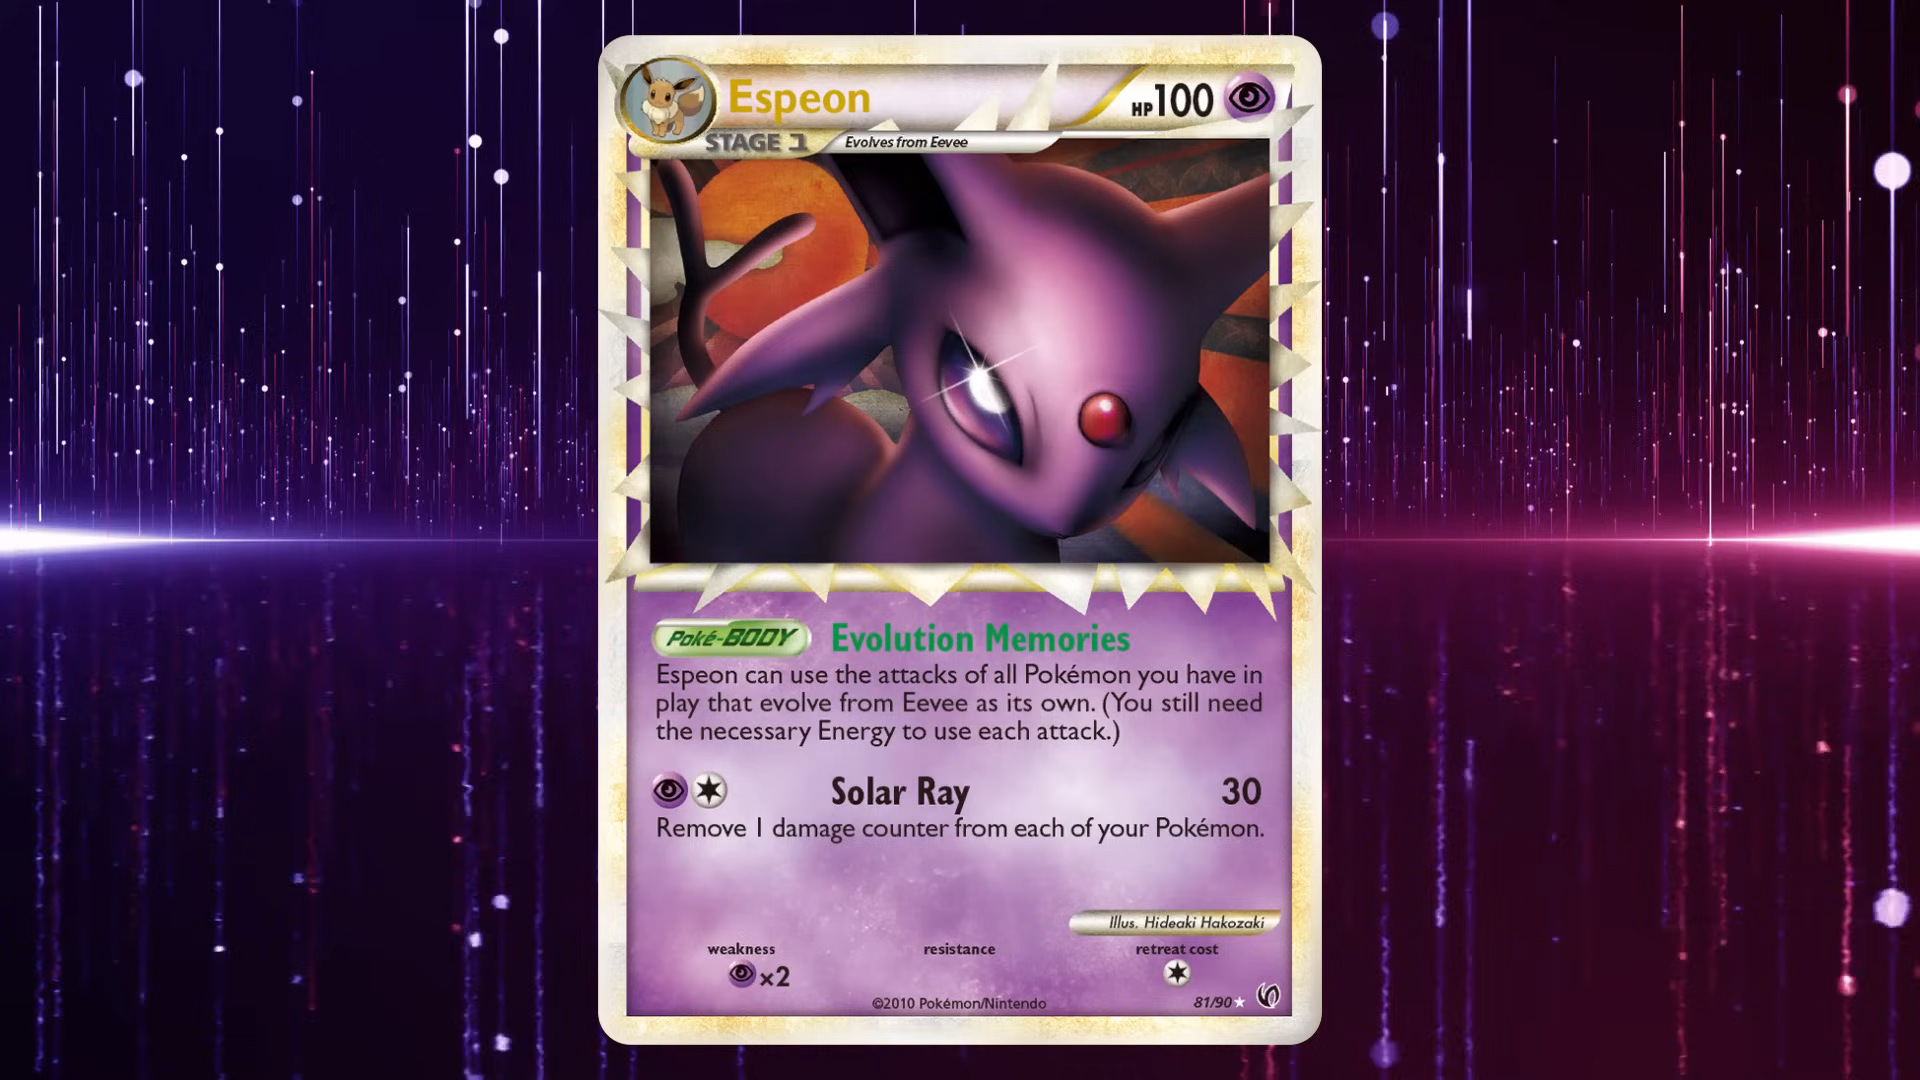 Espeon
HP 100
STAGE 1
Evolves from Eevee
Poké-BODY Evolution Memories
Espeon can use the attacks of all Pokémon you have in
play that evolve from Eevee as its own. (You still need
the necessary Energy to use each attack.)
Solar Ray 30
Remove 1 damage counter from each of your Pokémon.
Illus. Hideaki Hakozaki
weakness resistance retreat cost
×2
©2010 Pokémon/Nintendo 81/90